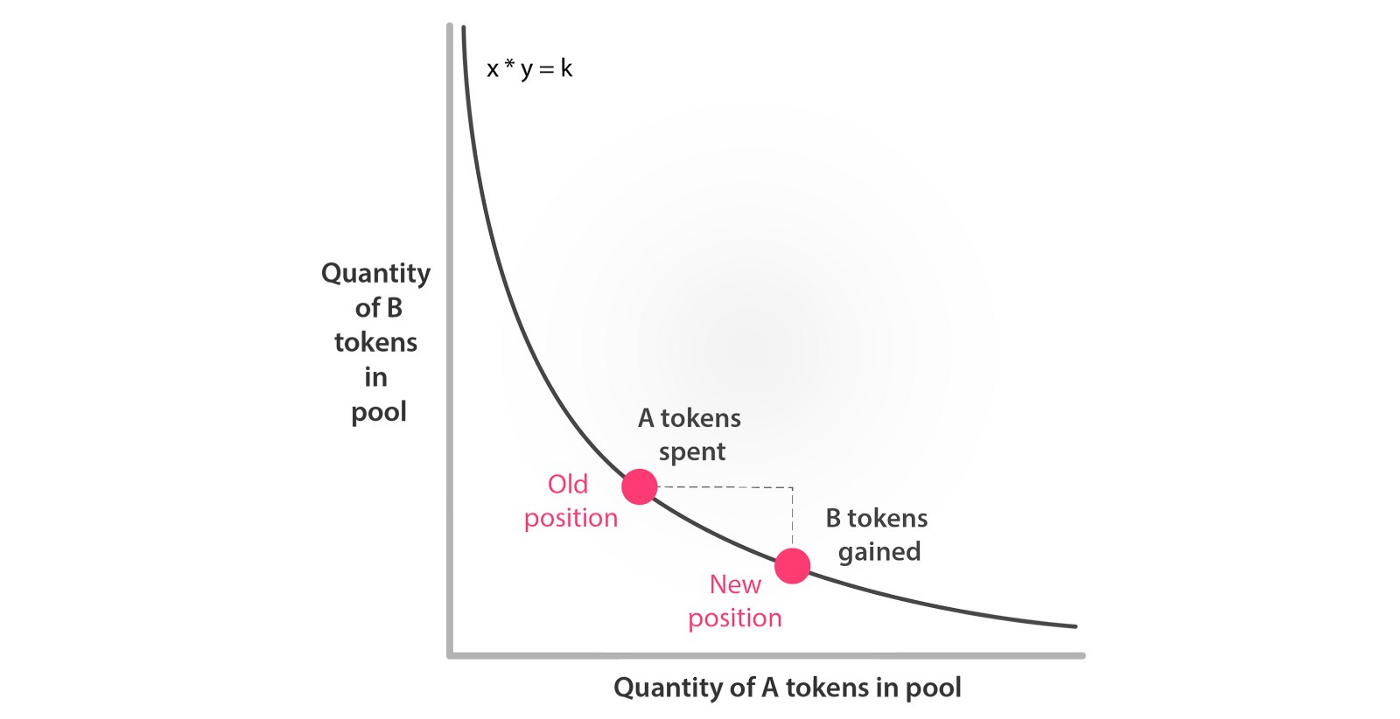 x * y = k
Quantity
of B
tokens
in
pool
A tokens
spent
Old
position
B tokens
gained
New
position
Quantity of A tokens in pool